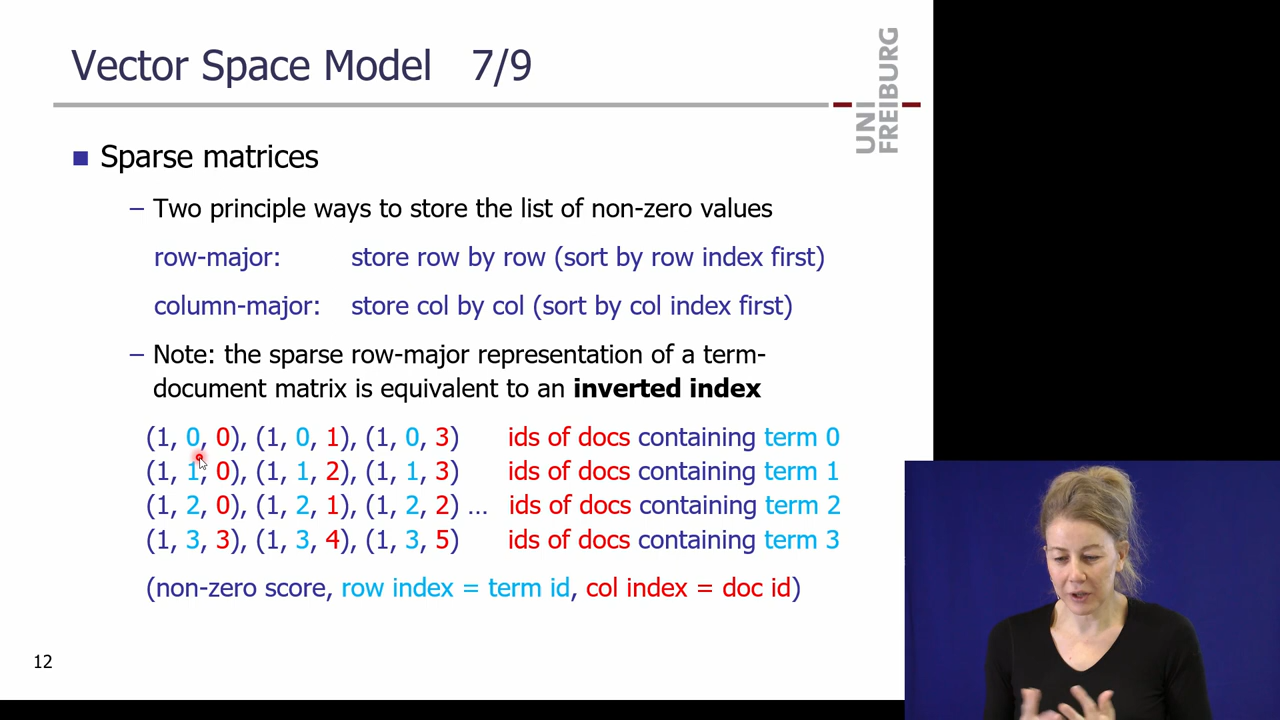 Vector Space Model 7/9
UNI
FREIBURG
Sparse matrices
– Two principle ways to store the list of non-zero values
row-major: store row by row (sort by row index first)
column-major: store col by col (sort by col index first)
– Note: the sparse row-major representation of a term-
document matrix is equivalent to an inverted index
(1, 0, 0), (1, 0, 1), (1, 0, 3) ids of docs containing term 0
(1, 1, 0), (1, 1, 2), (1, 1, 3) ids of docs containing term 1
(1, 2, 0), (1, 2, 1), (1, 2, 2) … ids of docs containing term 2
(1, 3, 3), (1, 3, 4), (1, 3, 5) ids of docs containing term 3
(non-zero score, row index = term id, col index = doc id)
12